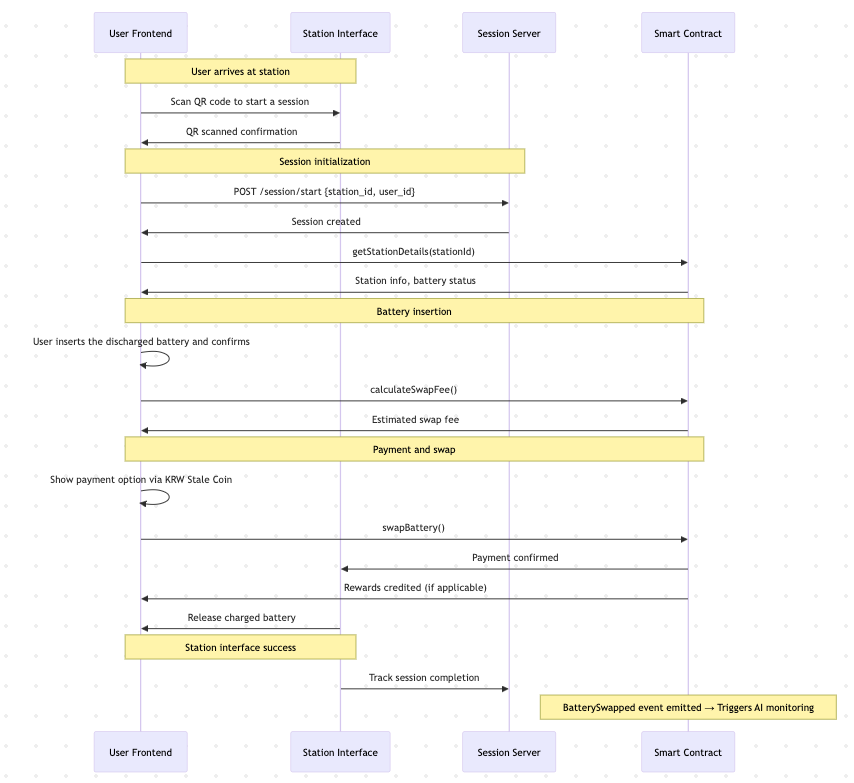 User Frontend
Station Interface
Session Server
Smart Contract
User arrives at station
Scan QR code to start a session
QR scanned confirmation
Session initialization
POST /session/start {station_id, user_id}
Session created
getStationDetails(stationId)
Station info, battery status
Battery insertion
User inserts the discharged battery and confirms
calculateSwapFee()
Estimated swap fee
Payment and swap
Show payment option via KRW Stale Coin
swapBattery()
Payment confirmed
Rewards credited (if applicable)
Release charged battery
Station interface success
Track session completion
BatterySwapped event emitted → Triggers AI monitoring
User Frontend
Station Interface
Session Server
Smart Contract